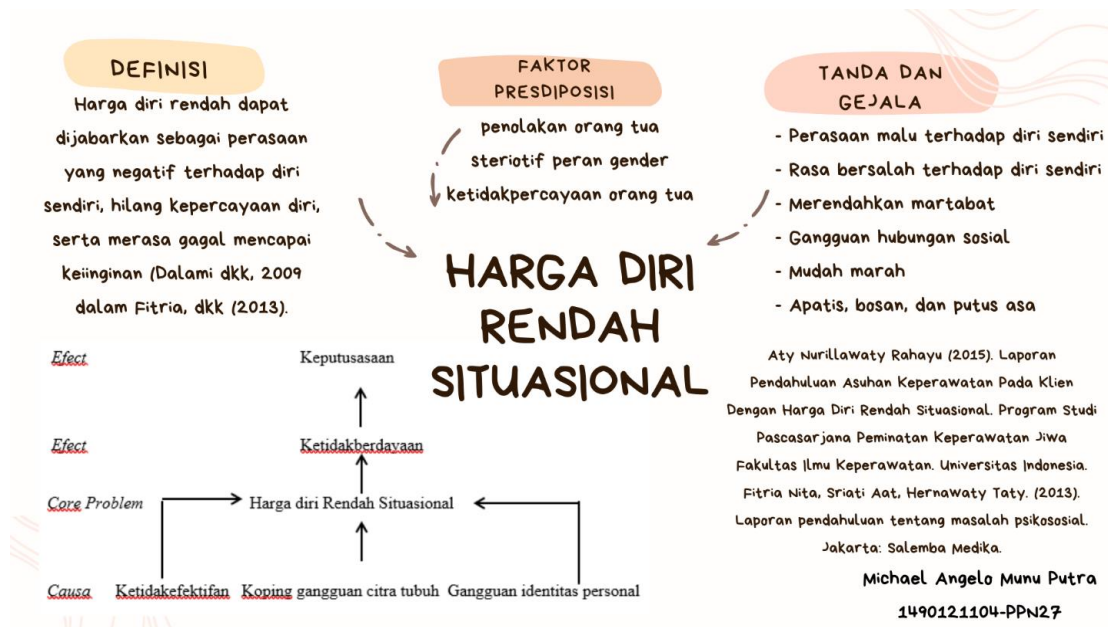 DEFINISI
Harga diri rendah dapat
dijabarkan sebagai perasaan
yang negatif terhadap diri
sendiri, hilang kepercayaan diri,
serta merasa gagal mencapai
keiinginan (Dalami dkk, 2009
dalam Fitria, dkk (2013).
FAKTOR
PRESDIPOSISI
penolakan orang tua
steriotif peran gender
ketidakpercayaan orang tua
TANDA DAN
GEJALA
- Perasaan malu terhadap diri sendiri
- Rasa bersalah terhadap diri sendiri
- Merendahkan martabat
- Gangguan hubungan sosial
- Mudah marah
- Apatis, bosan, dan putus asa
HARGA DIRI
RENDAH
SITUASIONAL
Efect Keputusasaan
Efect Ketidakberdayaan
Core Problem Harga diri Rendah Situasional
Causa Ketidakefektifan Koping gangguan citra tubuh Gangguan identitas personal
Aty Nurillawaty Rahayu (2015). Laporan
Pendahuluan Asuhan Keperawatan Pada Klien
Dengan Harga Diri Rendah Situasional. Program Studi
Pascasarjana Peminatan Keperawatan Jiwa
Fakultas Ilmu Keperawatan. Universitas Indonesia.
Fitria Nita, Sriati Aat, Hernawaty Taty. (2013).
Laporan pendahuluan tentang masalah psikososial.
Jakarta: Salemba Medika.
Michael Angelo Munu Putra
1490121104-PPN27